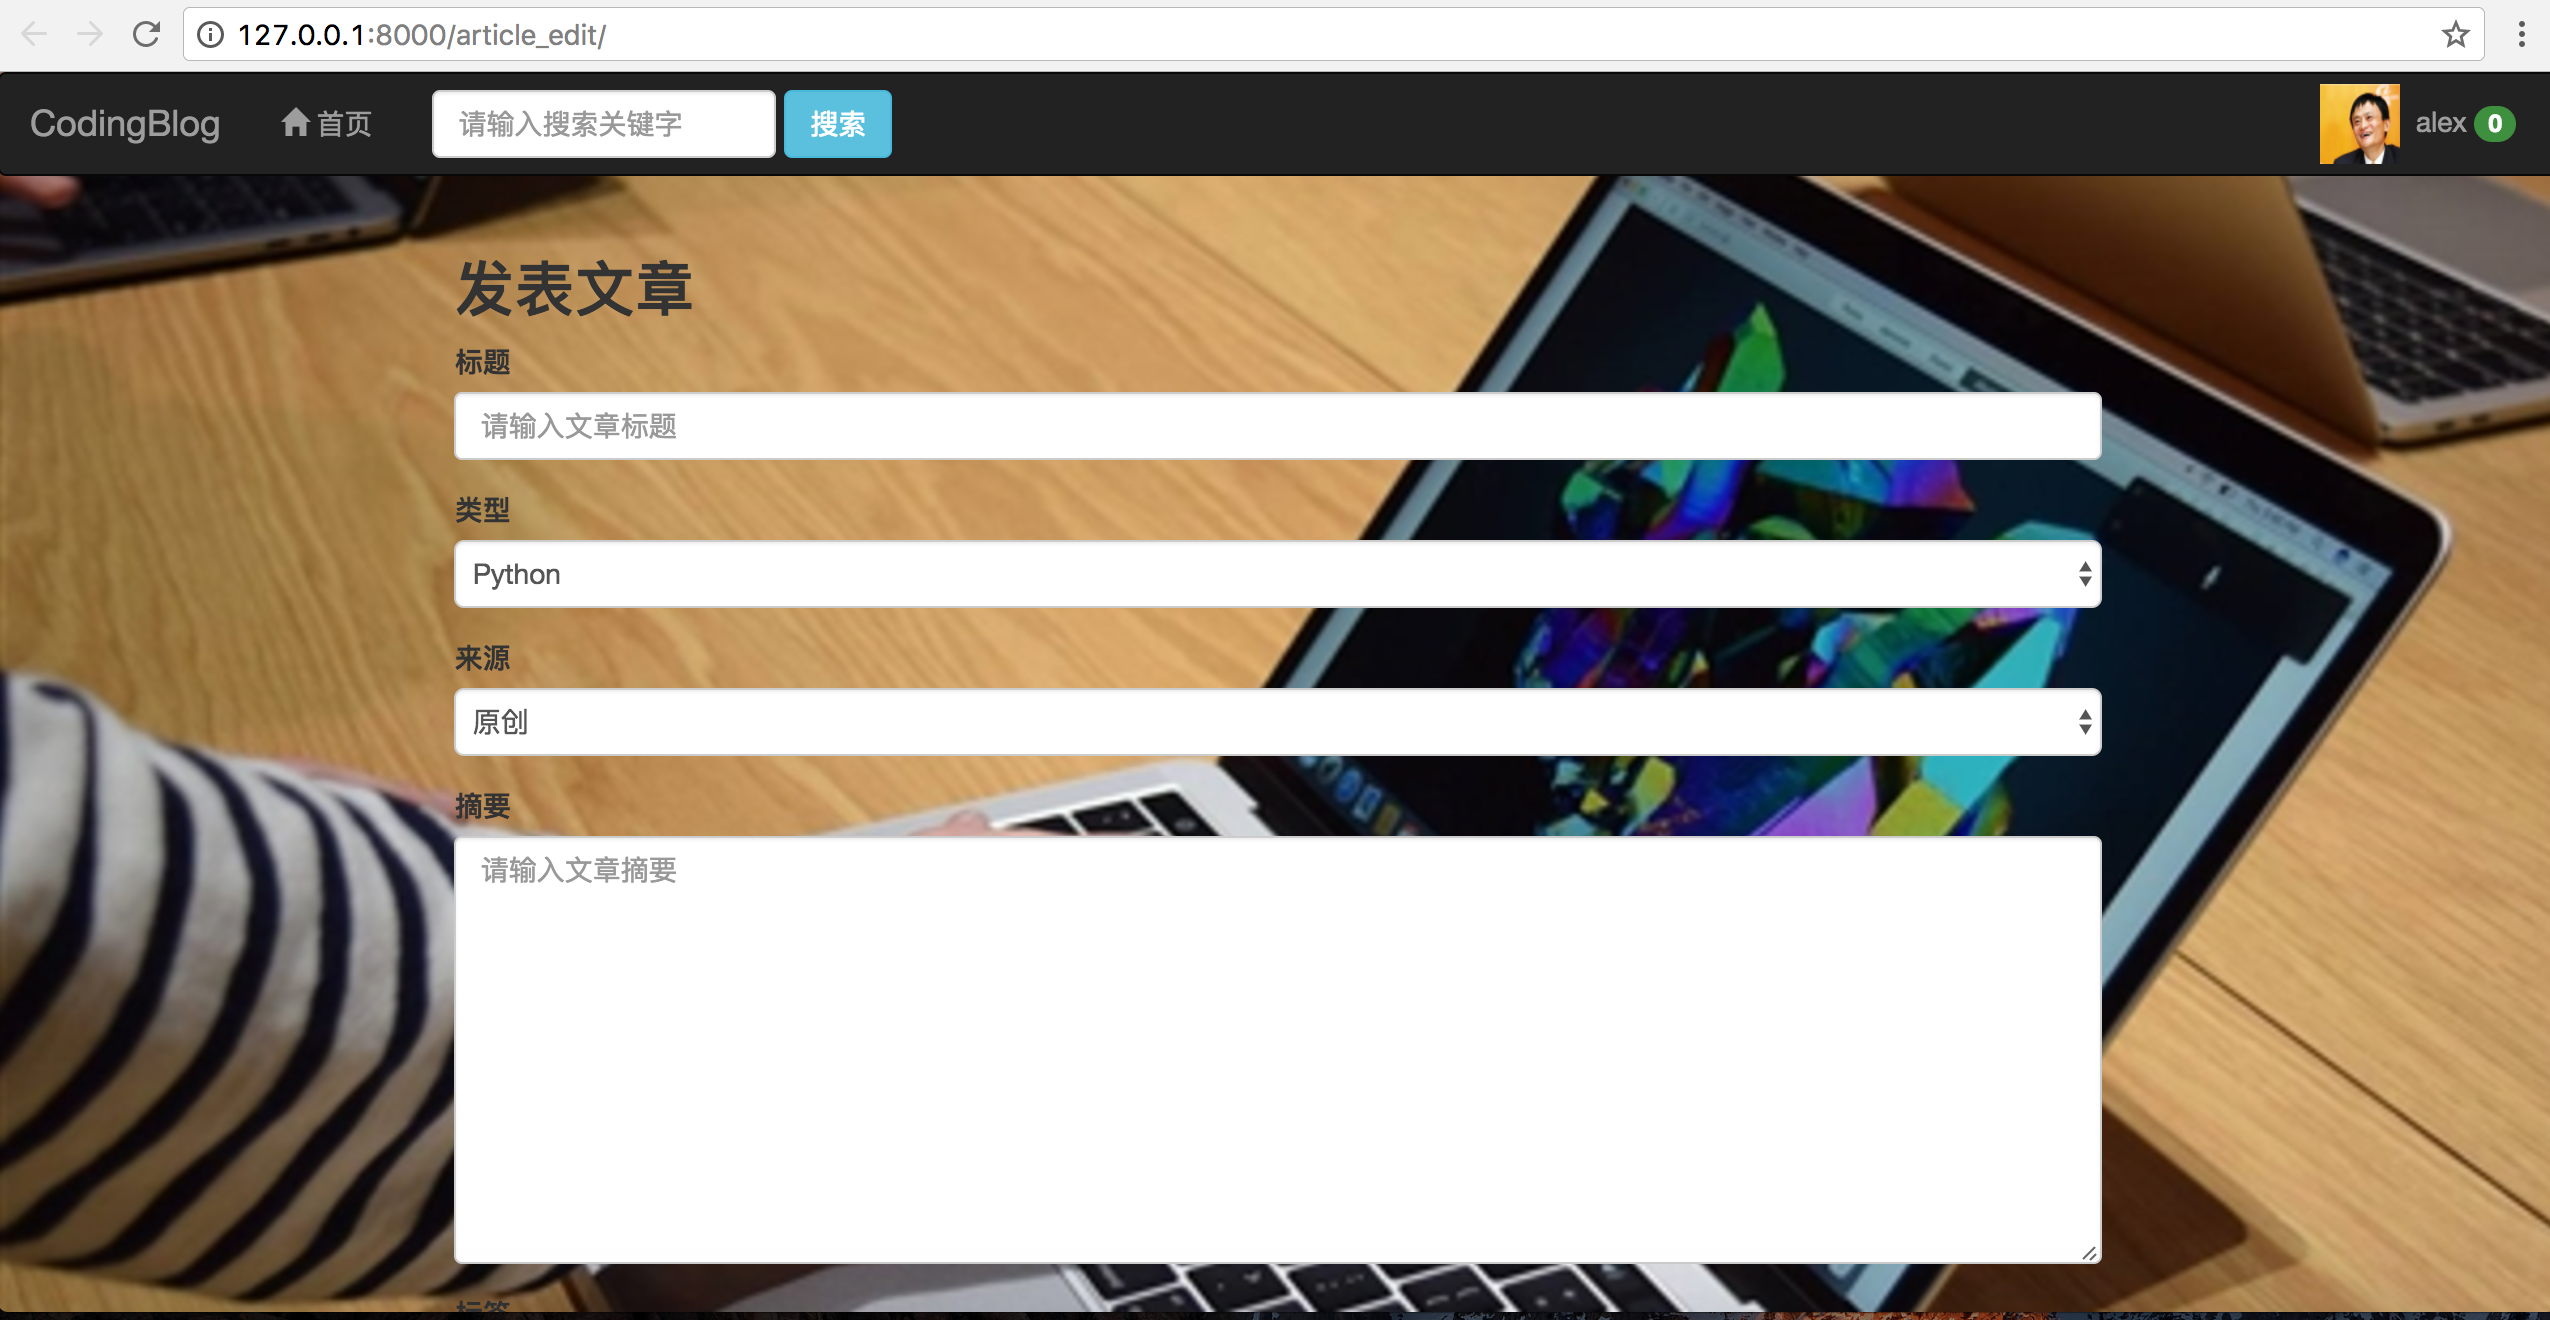 127.0.0.1:8000/article_edit/
CodingBlog 首页 请输入搜索关键字 搜索 alex 0
发表文章
标题
请输入文章标题
类型
Python
来源
原创
摘要
请输入文章摘要
标签